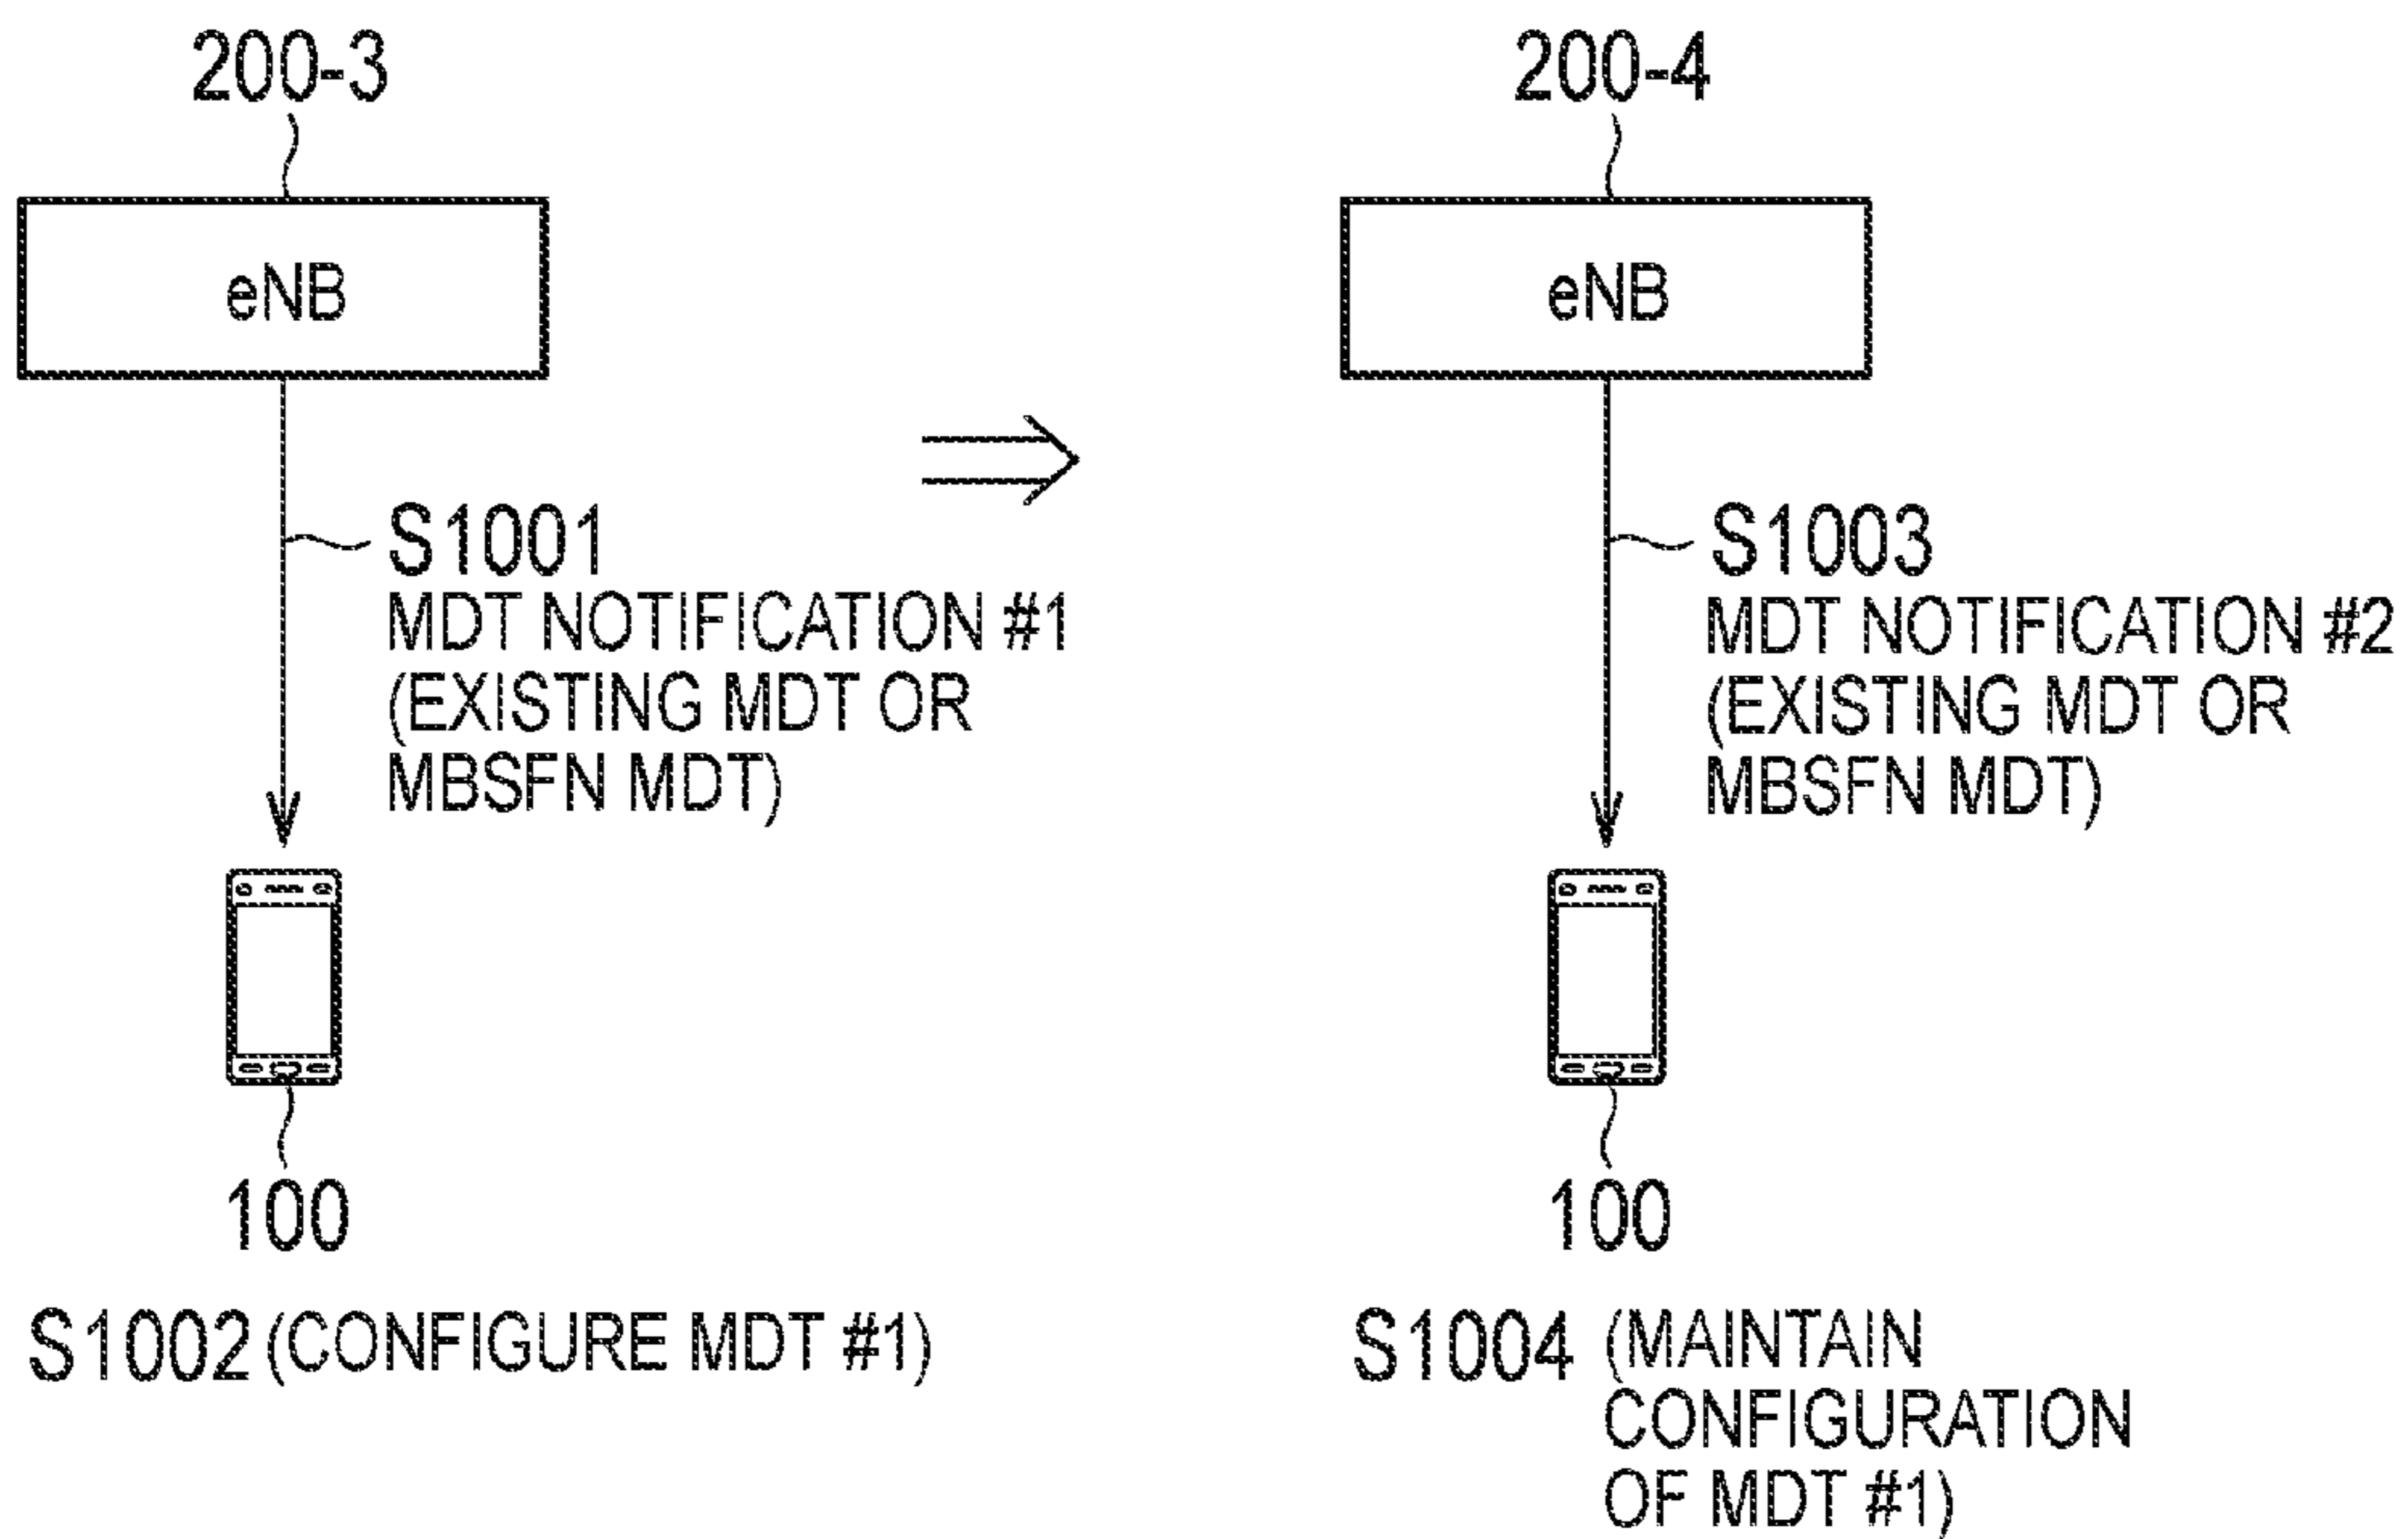 200-3
eNB
S1001
MDT NOTIFICATION #1
(EXISTING MDT OR
MBSFN MDT)
100
S1002 (CONFIGURE MDT #1)
200-4
eNB
S1003
MDT NOTIFICATION #2
(EXISTING MDT OR
MBSFN MDT)
100
S1004 (MAINTAIN
CONFIGURATION
OF MDT #1)